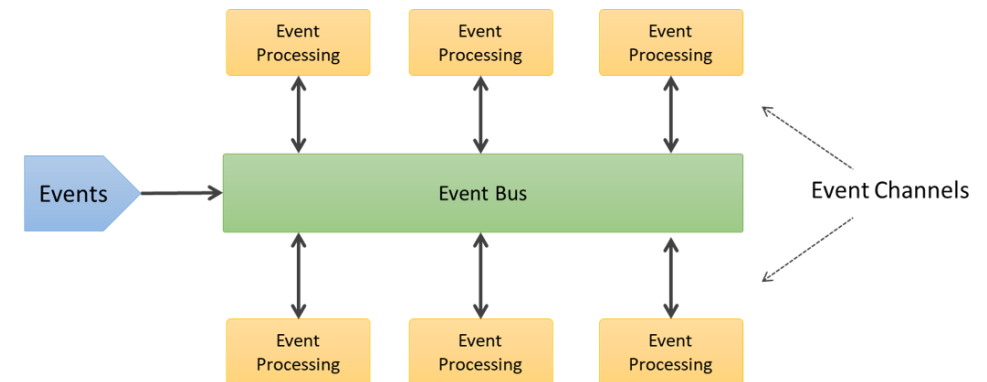 Event
Processing
Event
Processing
Event
Processing
Events
Event Bus
Event Channels
Event
Processing
Event
Processing
Event
Processing